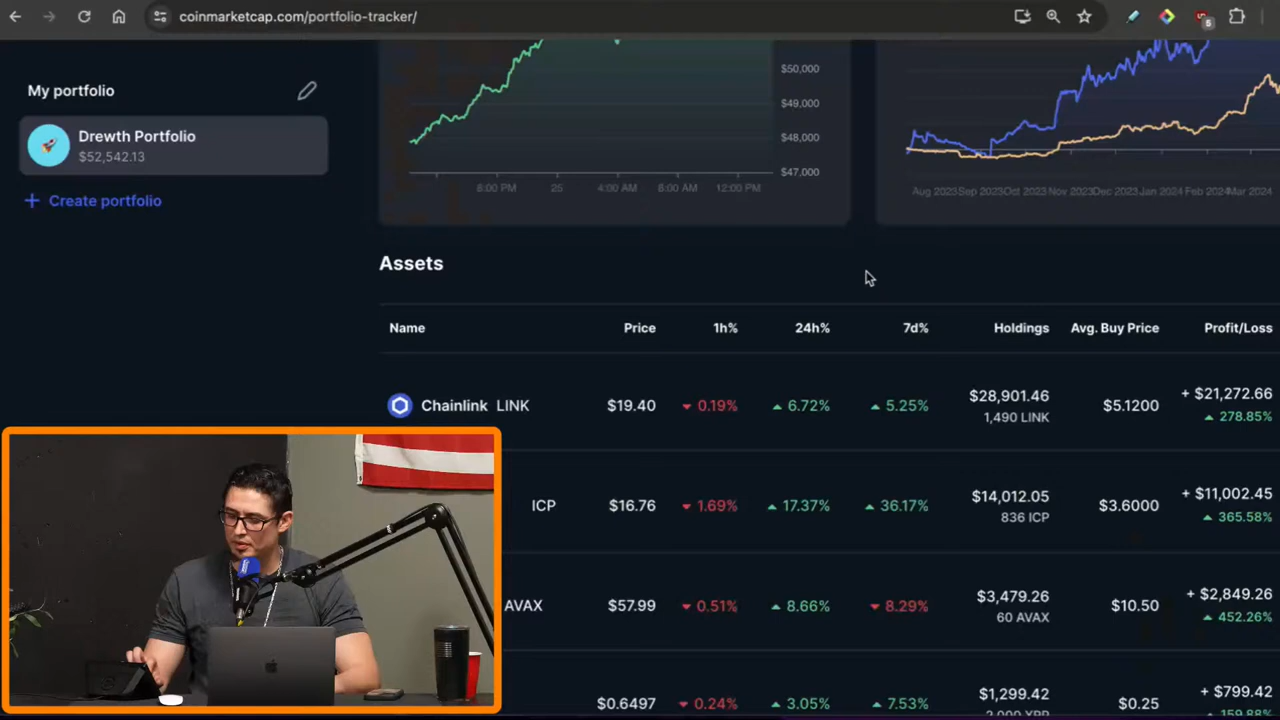 coinmarketcap.com/portfolio-tracker/
5
My portfolio
Drewth Portfolio
$52,542.13
+ Create portfolio
$50,000
$49,000
$48,000
$47,000
6:00 PM 25 4:00 AM 8:00 AM 12:00 PM
Aug 2023 Sep 2023 Oct 2023 Nov 2023 Dec 2023 Jan 2024 Feb 2024 Mar 2024
Assets
Name Price 1h% 24h% 7d% Holdings Avg. Buy Price Profit/Loss
Chainlink LINK $19.40 0.19% 6.72% 5.25% $28,901.46 $5.1200 + $21,272.66
1,490 LINK 278.85%
ICP $16.76 1.69% 17.37% 36.17% $14,012.05 $3.6000 + $11,002.45
836 ICP 365.58%
AVAX $57.99 0.51% 8.66% 8.29% $3,479.26 $10.50 + $2,849.26
60 AVAX 452.26%
$0.6497 0.24% 3.05% 7.53% $1,299.42 $0.25 + $799.42
2,000 XRP 159.88%